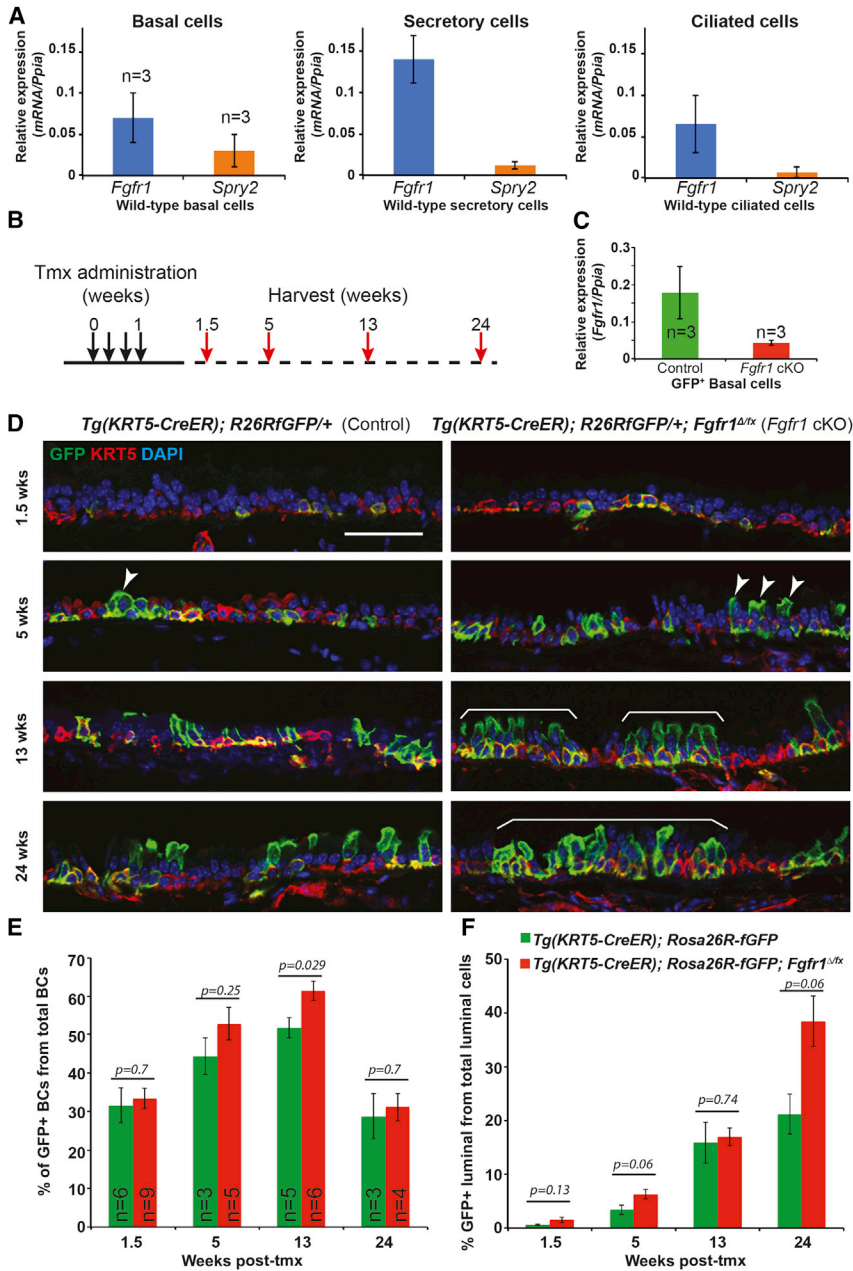 A
Basal cells
Relative expression
(mRNA/Ppia)
0.15
0.1
0.05
0
n=3
n=3
Fgfr1
Spry2
Wild-type basal cells
Secretory cells
Relative expression
(mRNA/Ppia)
0.15
0.1
0.05
0
Fgfr1
Spry2
Wild-type secretory cells
Ciliated cells
Relative expression
(mRNA/Ppia)
0.15
0.1
0.05
0
Fgfr1
Spry2
Wild-type ciliated cells
B
Tmx administration
(weeks)
0 1
Harvest (weeks)
1.5 5 13 24
C
Relative expression
(Fgfr1/Ppia)
0.3
0.2
0.1
0
n=3
n=3
Control
Fgfr1 cKO
GFP+ Basal cells
D
Tg(KRT5-CreER); R26RfGFP/+ (Control)
Tg(KRT5-CreER); R26RfGFP/+; Fgfr1Δ/fx (Fgfr1 cKO)
GFP KRT5 DAPI
1.5 wks
5 wks
13 wks
24 wks
E
% of GFP+ BCs from total BCs
70
60
50
40
30
20
10
0
p=0.7
p=0.25
p=0.029
p=0.7
n=6
n=9
n=3
n=5
n=5
n=6
n=3
n=4
1.5 5 13 24
Weeks post-tmx
F
Tg(KRT5-CreER); Rosa26R-fGFP
Tg(KRT5-CreER); Rosa26R-fGFP; Fgfr1Δ/fx
% GFP+ luminal from total luminal cells
50
40
30
20
10
0
p=0.13
p=0.06
p=0.74
p=0.06
1.5 5 13 24
Weeks post-tmx